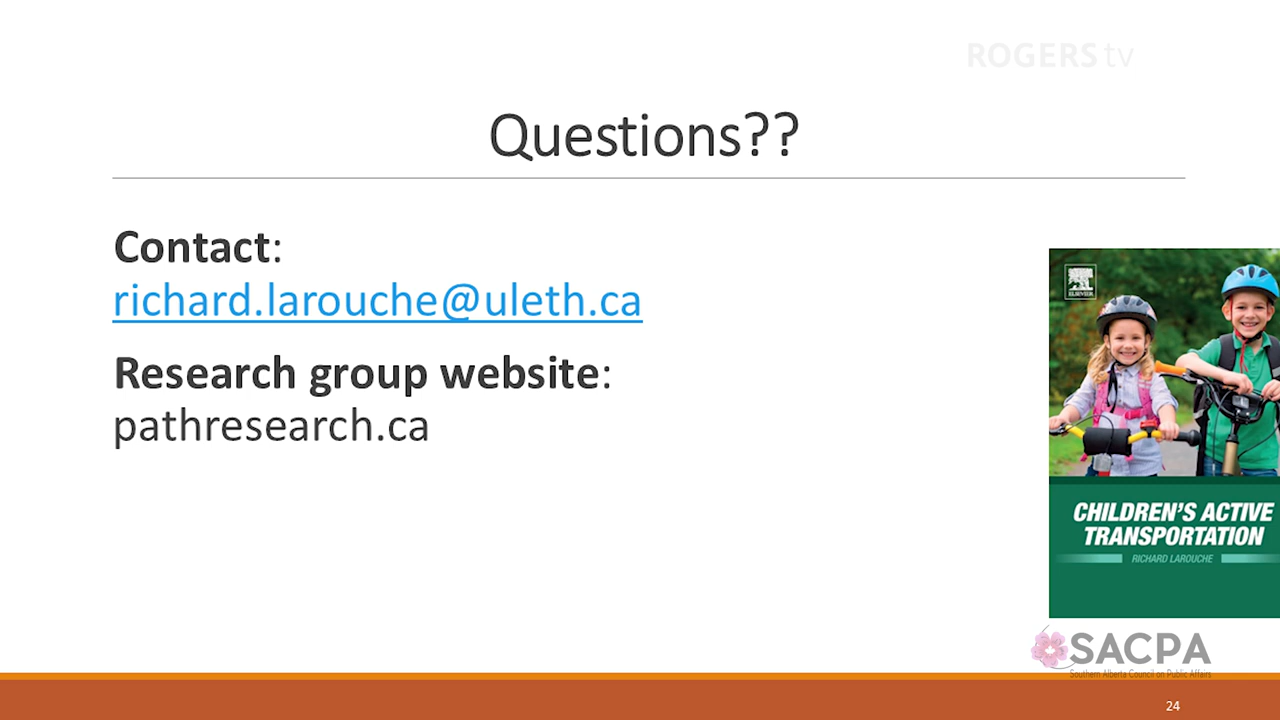 ROGERS tv
Questions??
Contact:
richard.larouche@uleth.ca
Research group website:
pathresearch.ca
ELSEVIER
CHILDREN'S ACTIVE
TRANSPORTATION
RICHARD LAROUCHE
SACPA
Southern Alberta Council on Public Affairs
24